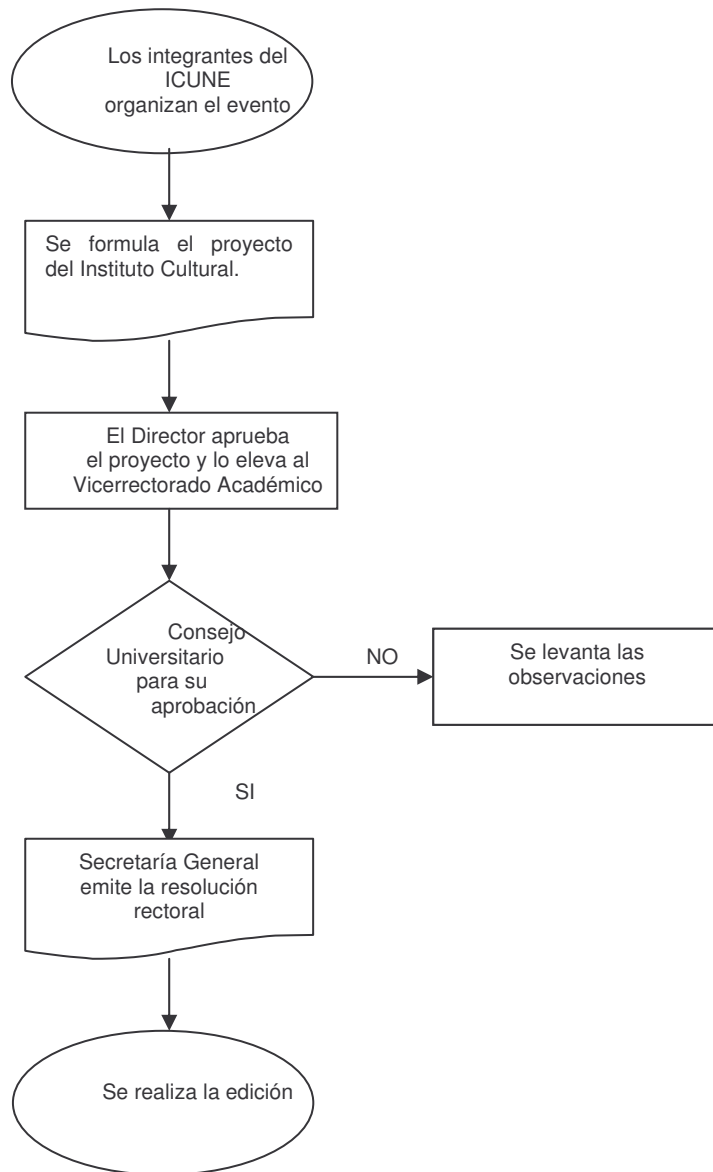 Los integrantes del
ICUNE
organizan el evento
Se formula el proyecto
del Instituto Cultural.
El Director aprueba
el proyecto y lo eleva al
Vicerrectorado Académico
Consejo
Universitario
para su
aprobación
NO
Se levanta las
observaciones
SI
Secretaría General
emite la resolución
rectoral
Se realiza la edición